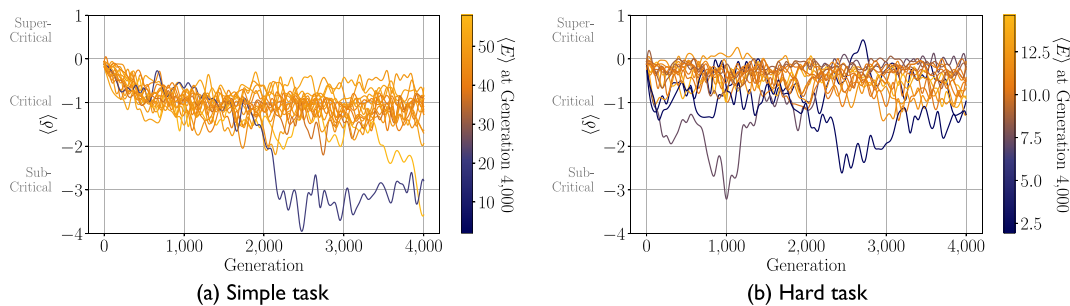 Super-
Critical
Critical
Sub-
Critical
⟨δ⟩
1
0
−1
−2
−3
−4
0
1,000
2,000
3,000
4,000
Generation
50
40
30
20
10
⟨E⟩ at Generation 4,000
(a) Simple task
Super-
Critical
Critical
Sub-
Critical
⟨δ⟩
1
0
−1
−2
−3
−4
0
1,000
2,000
3,000
4,000
Generation
12.5
10.0
7.5
5.0
2.5
⟨E⟩ at Generation 4,000
(b) Hard task